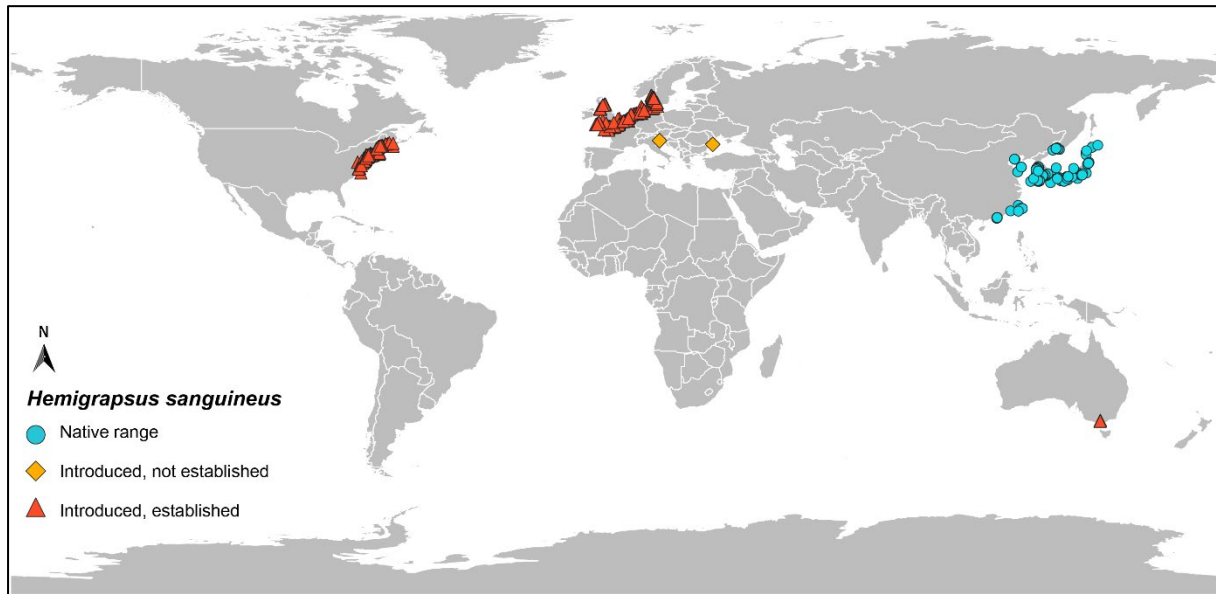 N
Hemigrapsus sanguineus
Native range
Introduced, not established
Introduced, established